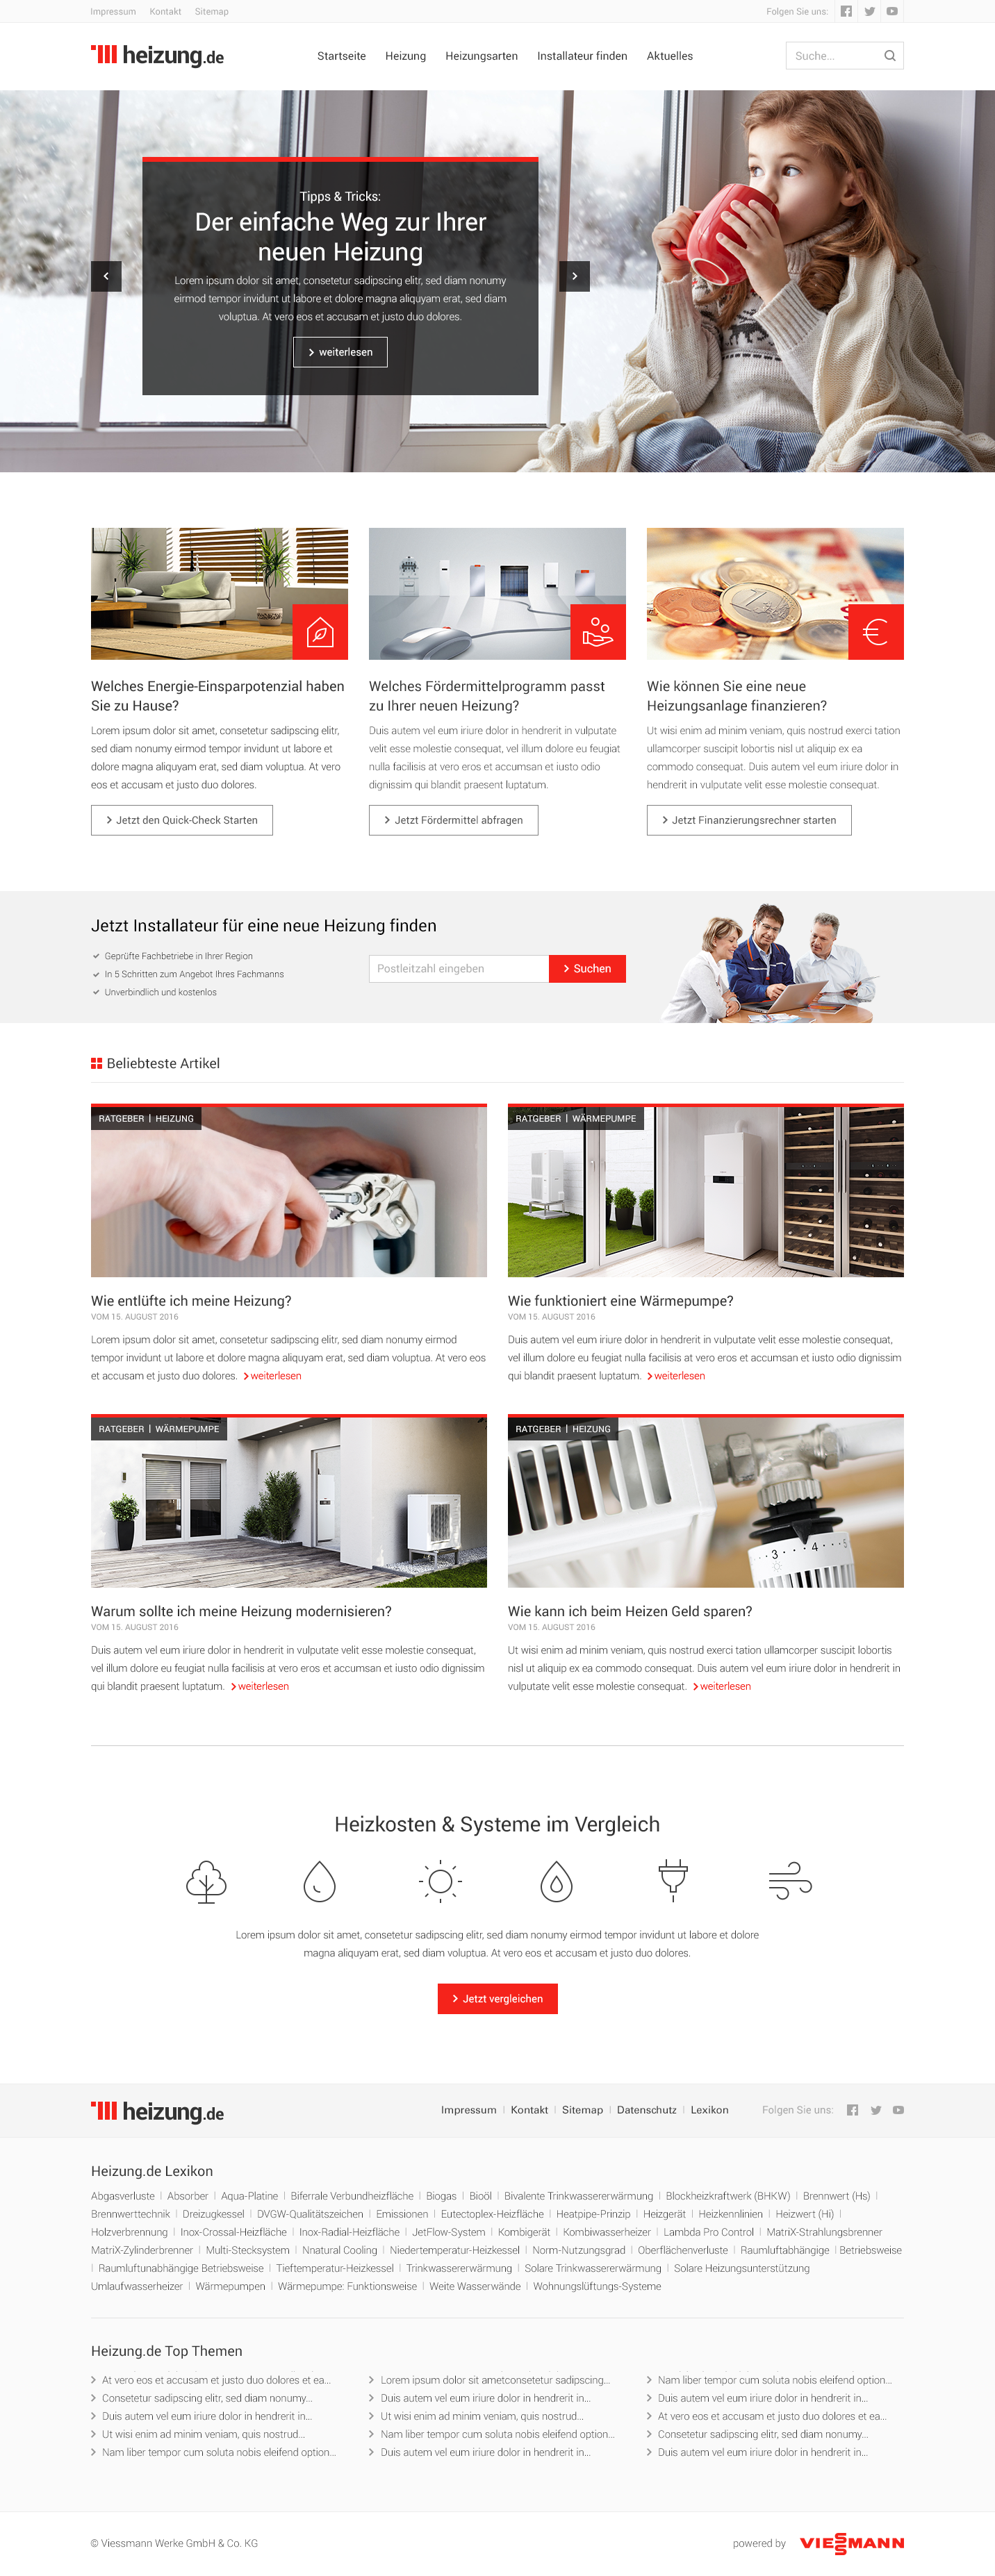 Impressum Kontakt Sitemap Folgen Sie uns:
heizung.de Startseite Heizung Heizungsarten Installateur finden Aktuelles Suche...
Tipps & Tricks:
Der einfache Weg zur Ihrer
neuen Heizung
Lorem ipsum dolor sit amet, consetetur sadipscing elitr, sed diam nonumy
eirmod tempor invidunt ut labore et dolore magna aliquyam erat, sed diam
voluptua. At vero eos et accusam et justo duo dolores.
weiterlesen
Welches Energie-Einsparpotenzial haben
Sie zu Hause?
Lorem ipsum dolor sit amet, consetetur sadipscing elitr,
sed diam nonumy eirmod tempor invidunt ut labore et
dolore magna aliquyam erat, sed diam voluptua. At vero
eos et accusam et justo duo dolores.
Jetzt den Quick-Check Starten
Welches Fördermittelprogramm passt
zu Ihrer neuen Heizung?
Duis autem vel eum iriure dolor in hendrerit in vulputate
velit esse molestie consequat, vel illum dolore eu feugiat
nulla facilisis at vero eros et accumsan et iusto odio
dignissim qui blandit praesent luptatum.
Jetzt Fördermittel abfragen
Wie können Sie eine neue
Heizungsanlage finanzieren?
Ut wisi enim ad minim veniam, quis nostrud exerci tation
ullamcorper suscipit lobortis nisl ut aliquip ex ea
commodo consequat. Duis autem vel eum iriure dolor in
hendrerit in vulputate velit esse molestie consequat.
Jetzt Finanzierungsrechner starten
Jetzt Installateur für eine neue Heizung finden
Geprüfte Fachbetriebe in Ihrer Region
In 5 Schritten zum Angebot Ihres Fachmanns
Unverbindlich und kostenlos
Postleitzahl eingeben Suchen
Beliebteste Artikel
RATGEBER | HEIZUNG
Wie entlüfte ich meine Heizung?
VOM 15. AUGUST 2016
Lorem ipsum dolor sit amet, consetetur sadipscing elitr, sed diam nonumy eirmod
tempor invidunt ut labore et dolore magna aliquyam erat, sed diam voluptua. At vero eos
et accusam et justo duo dolores. weiterlesen
RATGEBER | WÄRMEPUMPE
Wie funktioniert eine Wärmepumpe?
VOM 15. AUGUST 2016
Duis autem vel eum iriure dolor in hendrerit in vulputate velit esse molestie consequat,
vel illum dolore eu feugiat nulla facilisis at vero eros et accumsan et iusto odio dignissim
qui blandit praesent luptatum. weiterlesen
RATGEBER | WÄRMEPUMPE
Warum sollte ich meine Heizung modernisieren?
VOM 15. AUGUST 2016
Duis autem vel eum iriure dolor in hendrerit in vulputate velit esse molestie consequat,
vel illum dolore eu feugiat nulla facilisis at vero eros et accumsan et iusto odio dignissim
qui blandit praesent luptatum. weiterlesen
RATGEBER | HEIZUNG
3 4 5
Wie kann ich beim Heizen Geld sparen?
VOM 15. AUGUST 2016
Ut wisi enim ad minim veniam, quis nostrud exerci tation ullamcorper suscipit lobortis
nisl ut aliquip ex ea commodo consequat. Duis autem vel eum iriure dolor in hendrerit in
vulputate velit esse molestie consequat. weiterlesen
Heizkosten & Systeme im Vergleich
Lorem ipsum dolor sit amet, consetetur sadipscing elitr, sed diam nonumy eirmod tempor invidunt ut labore et dolore
magna aliquyam erat, sed diam voluptua. At vero eos et accusam et justo duo dolores.
Jetzt vergleichen
heizung.de Impressum | Kontakt | Sitemap | Datenschutz | Lexikon Folgen Sie uns:
Heizung.de Lexikon
Abgasverluste | Absorber | Aqua-Platine | Biferrale Verbundheizfläche | Biogas | Bioöl | Bivalente Trinkwassererwärmung | Blockheizkraftwerk (BHKW) | Brennwert (Hs) |
Brennwerttechnik | Dreizugkessel | DVGW-Qualitätszeichen | Emissionen | Eutectoplex-Heizfläche | Heatpipe-Prinzip | Heizgerät | Heizkennlinien | Heizwert (Hi) |
Holzverbrennung | Inox-Crossal-Heizfläche | Inox-Radial-Heizfläche | JetFlow-System | Kombigerät | Kombiwasserheizer | Lambda Pro Control | MatriX-Strahlungsbrenner
MatriX-Zylinderbrenner | Multi-Stecksystem | Nnatural Cooling | Niedertemperatur-Heizkessel | Norm-Nutzungsgrad | Oberflächenverluste | Raumluftabhängige | Betriebsweise
| Raumluftunabhängige Betriebsweise | Tieftemperatur-Heizkessel | Trinkwassererwärmung | Solare Trinkwassererwärmung | Solare Heizungsunterstützung
Umlaufwasserheizer | Wärmepumpen | Wärmepumpe: Funktionsweise | Weite Wasserwände | Wohnungslüftungs-Systeme
Heizung.de Top Themen
At vero eos et accusam et justo duo dolores et ea...
Consetetur sadipscing elitr, sed diam nonumy...
Duis autem vel eum iriure dolor in hendrerit in...
Ut wisi enim ad minim veniam, quis nostrud...
Nam liber tempor cum soluta nobis eleifend option...
Lorem ipsum dolor sit ametconsetetur sadipscing...
Duis autem vel eum iriure dolor in hendrerit in...
Ut wisi enim ad minim veniam, quis nostrud...
Nam liber tempor cum soluta nobis eleifend option...
Duis autem vel eum iriure dolor in hendrerit in...
Nam liber tempor cum soluta nobis eleifend option...
Duis autem vel eum iriure dolor in hendrerit in...
At vero eos et accusam et justo duo dolores et ea...
Consetetur sadipscing elitr, sed diam nonumy...
Duis autem vel eum iriure dolor in hendrerit in...
© Viessmann Werke GmbH & Co. KG powered by VIESSMANN